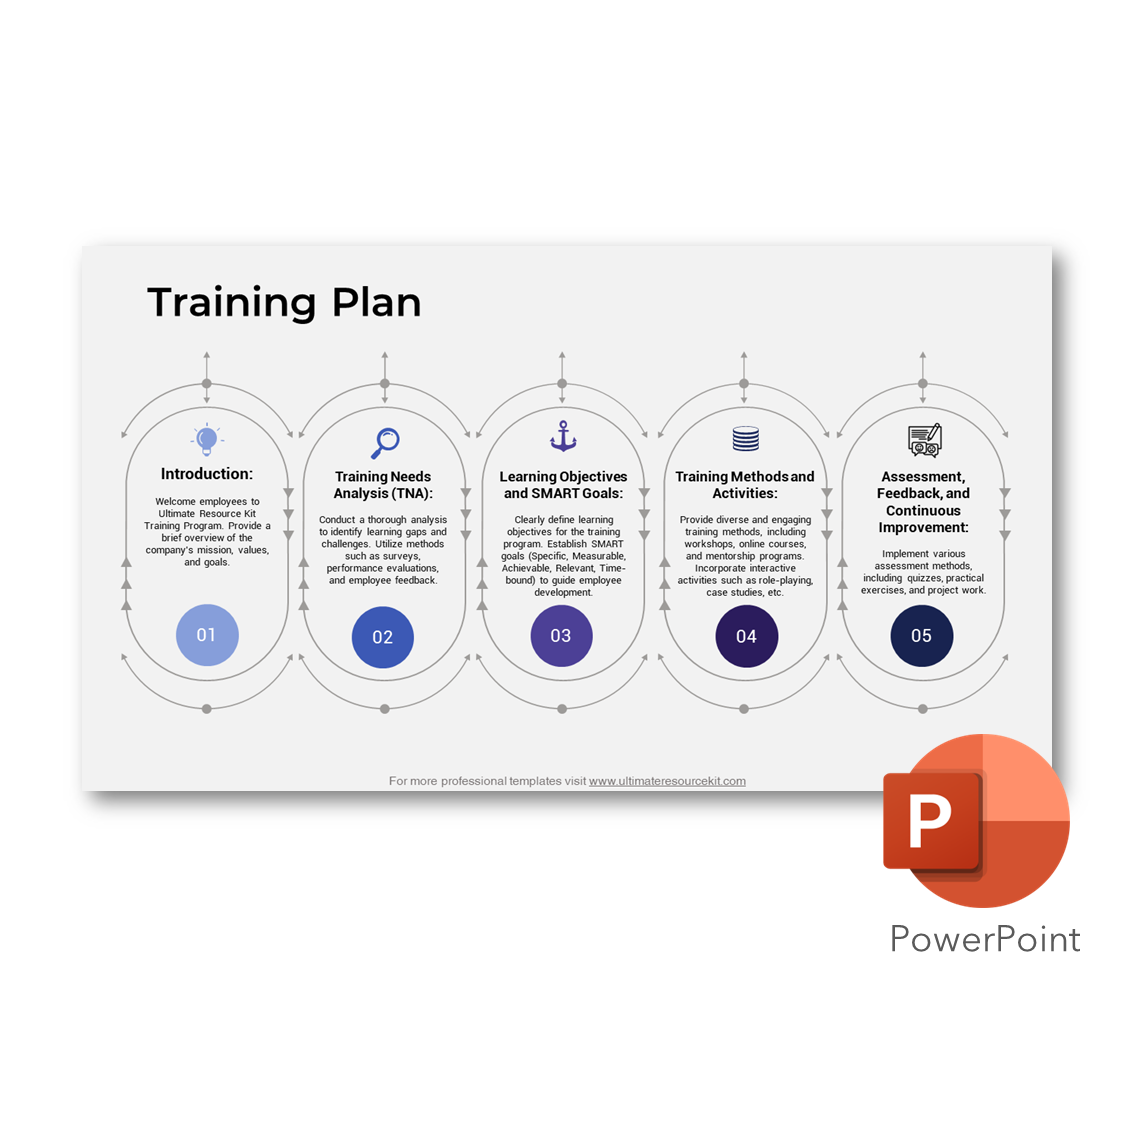 Training Plan
Introduction:
Welcome employees to
Ultimate Resource Kit
Training Program. Provide a
brief overview of the
company's mission, values,
and goals.
01
Training Needs
Analysis (TNA):
Conduct a thorough analysis
to identify learning gaps and
challenges. Utilize methods
such as surveys,
performance evaluations,
and employee feedback.
02
Learning Objectives
and SMART Goals:
Clearly define learning
objectives for the training
program. Establish SMART
goals (Specific, Measurable,
Achievable, Relevant, Time-
bound) to guide employee
development.
03
Training Methods and
Activities:
Provide diverse and engaging
training methods, including
workshops, online courses,
and mentorship programs.
Incorporate interactive
activities such as role-playing,
case studies, etc.
04
Assessment,
Feedback, and
Continuous
Improvement:
Implement various
assessment methods,
including quizzes, practical
exercises, and project work.
05
For more professional templates visit www.ultimateresourcekit.com
P
PowerPoint